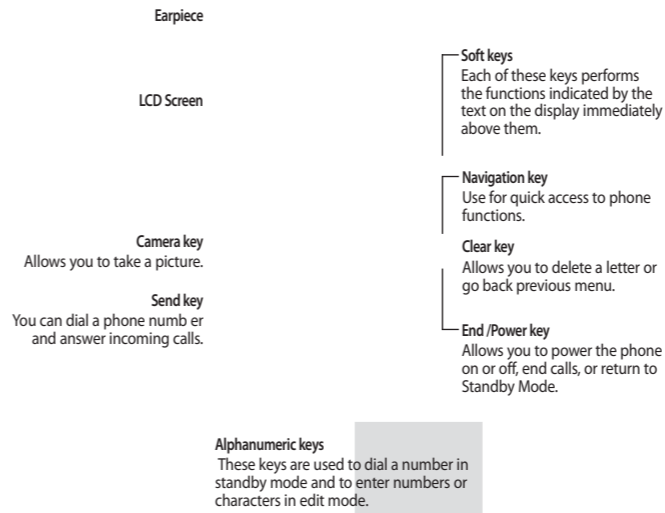 Earpiece
LCD Screen
Camera key
Allows you to take a picture.
Send key
You can dial a phone numb er
and answer incoming calls.
Soft keys
Each of these keys performs
the functions indicated by the
text on the display immediately
above them.
Navigation key
Use for quick access to phone
functions.
Clear key
Allows you to delete a letter or
go back previous menu.
End /Power key
Allows you to power the phone
on or off, end calls, or return to
Standby Mode.
Alphanumeric keys
These keys are used to dial a number in
standby mode and to enter numbers or
characters in edit mode.